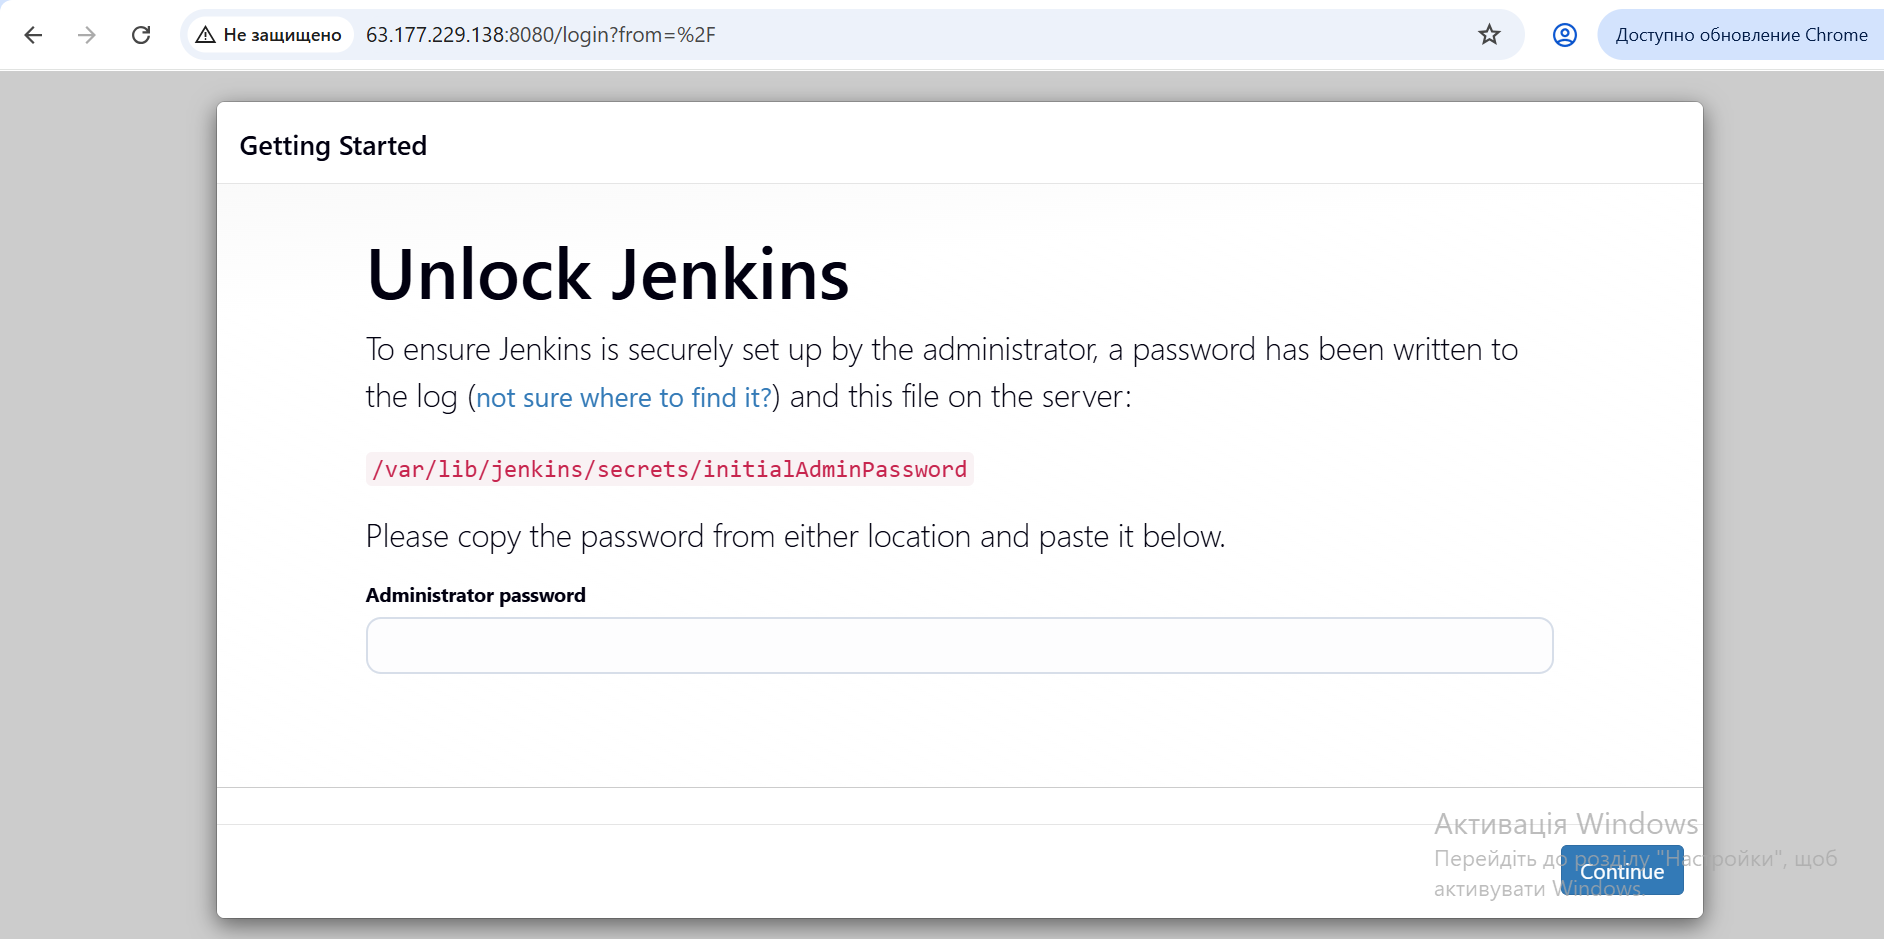 Не защищено
63.177.229.138:8080/login?from=%2F
Доступно обновление Chrome
Getting Started
Unlock Jenkins
To ensure Jenkins is securely set up by the administrator, a password has been written to
the log (not sure where to find it?) and this file on the server:
/var/lib/jenkins/secrets/initialAdminPassword
Please copy the password from either location and paste it below.
Administrator password
Активація Windows
Перейдіть до розділу "Настройки", щоб
активувати Windows.
Continue